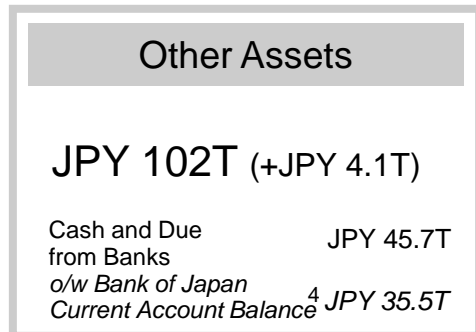 Other Assets
JPY 102T (+JPY 4.1T)
Cash and Due
from Banks JPY 45.7T
o/w Bank of Japan
Current Account Balance4 JPY 35.5T